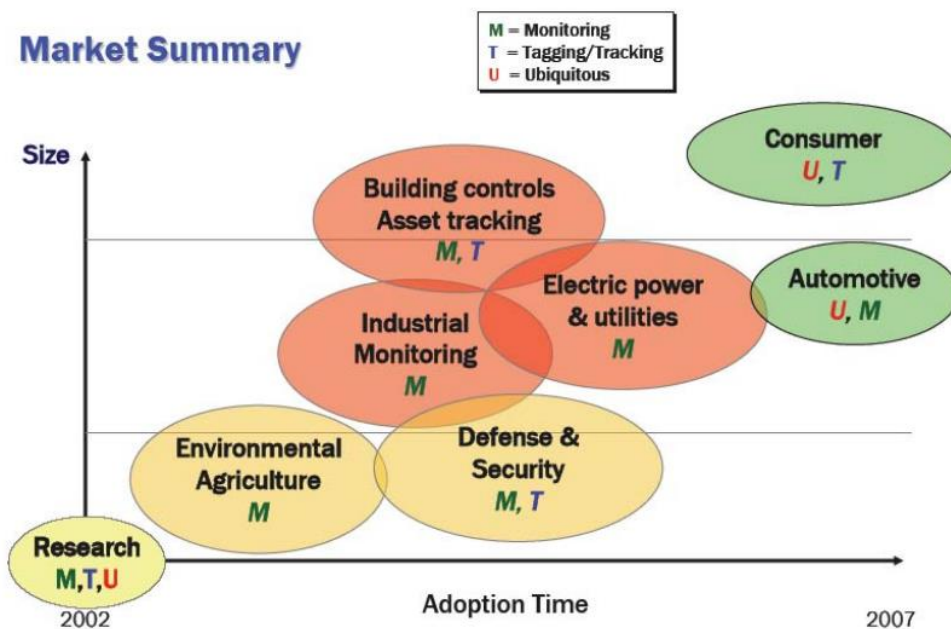 Market Summary
M = Monitoring
T = Tagging/Tracking
U = Ubiquitous
Size
Consumer
U, T
Building controls
Asset tracking
M, T
Electric power
& utilities
M
Automotive
U, M
Industrial
Monitoring
M
Environmental
Agriculture
M
Defense &
Security
M, T
Research
M,T,U
2002
Adoption Time
2007